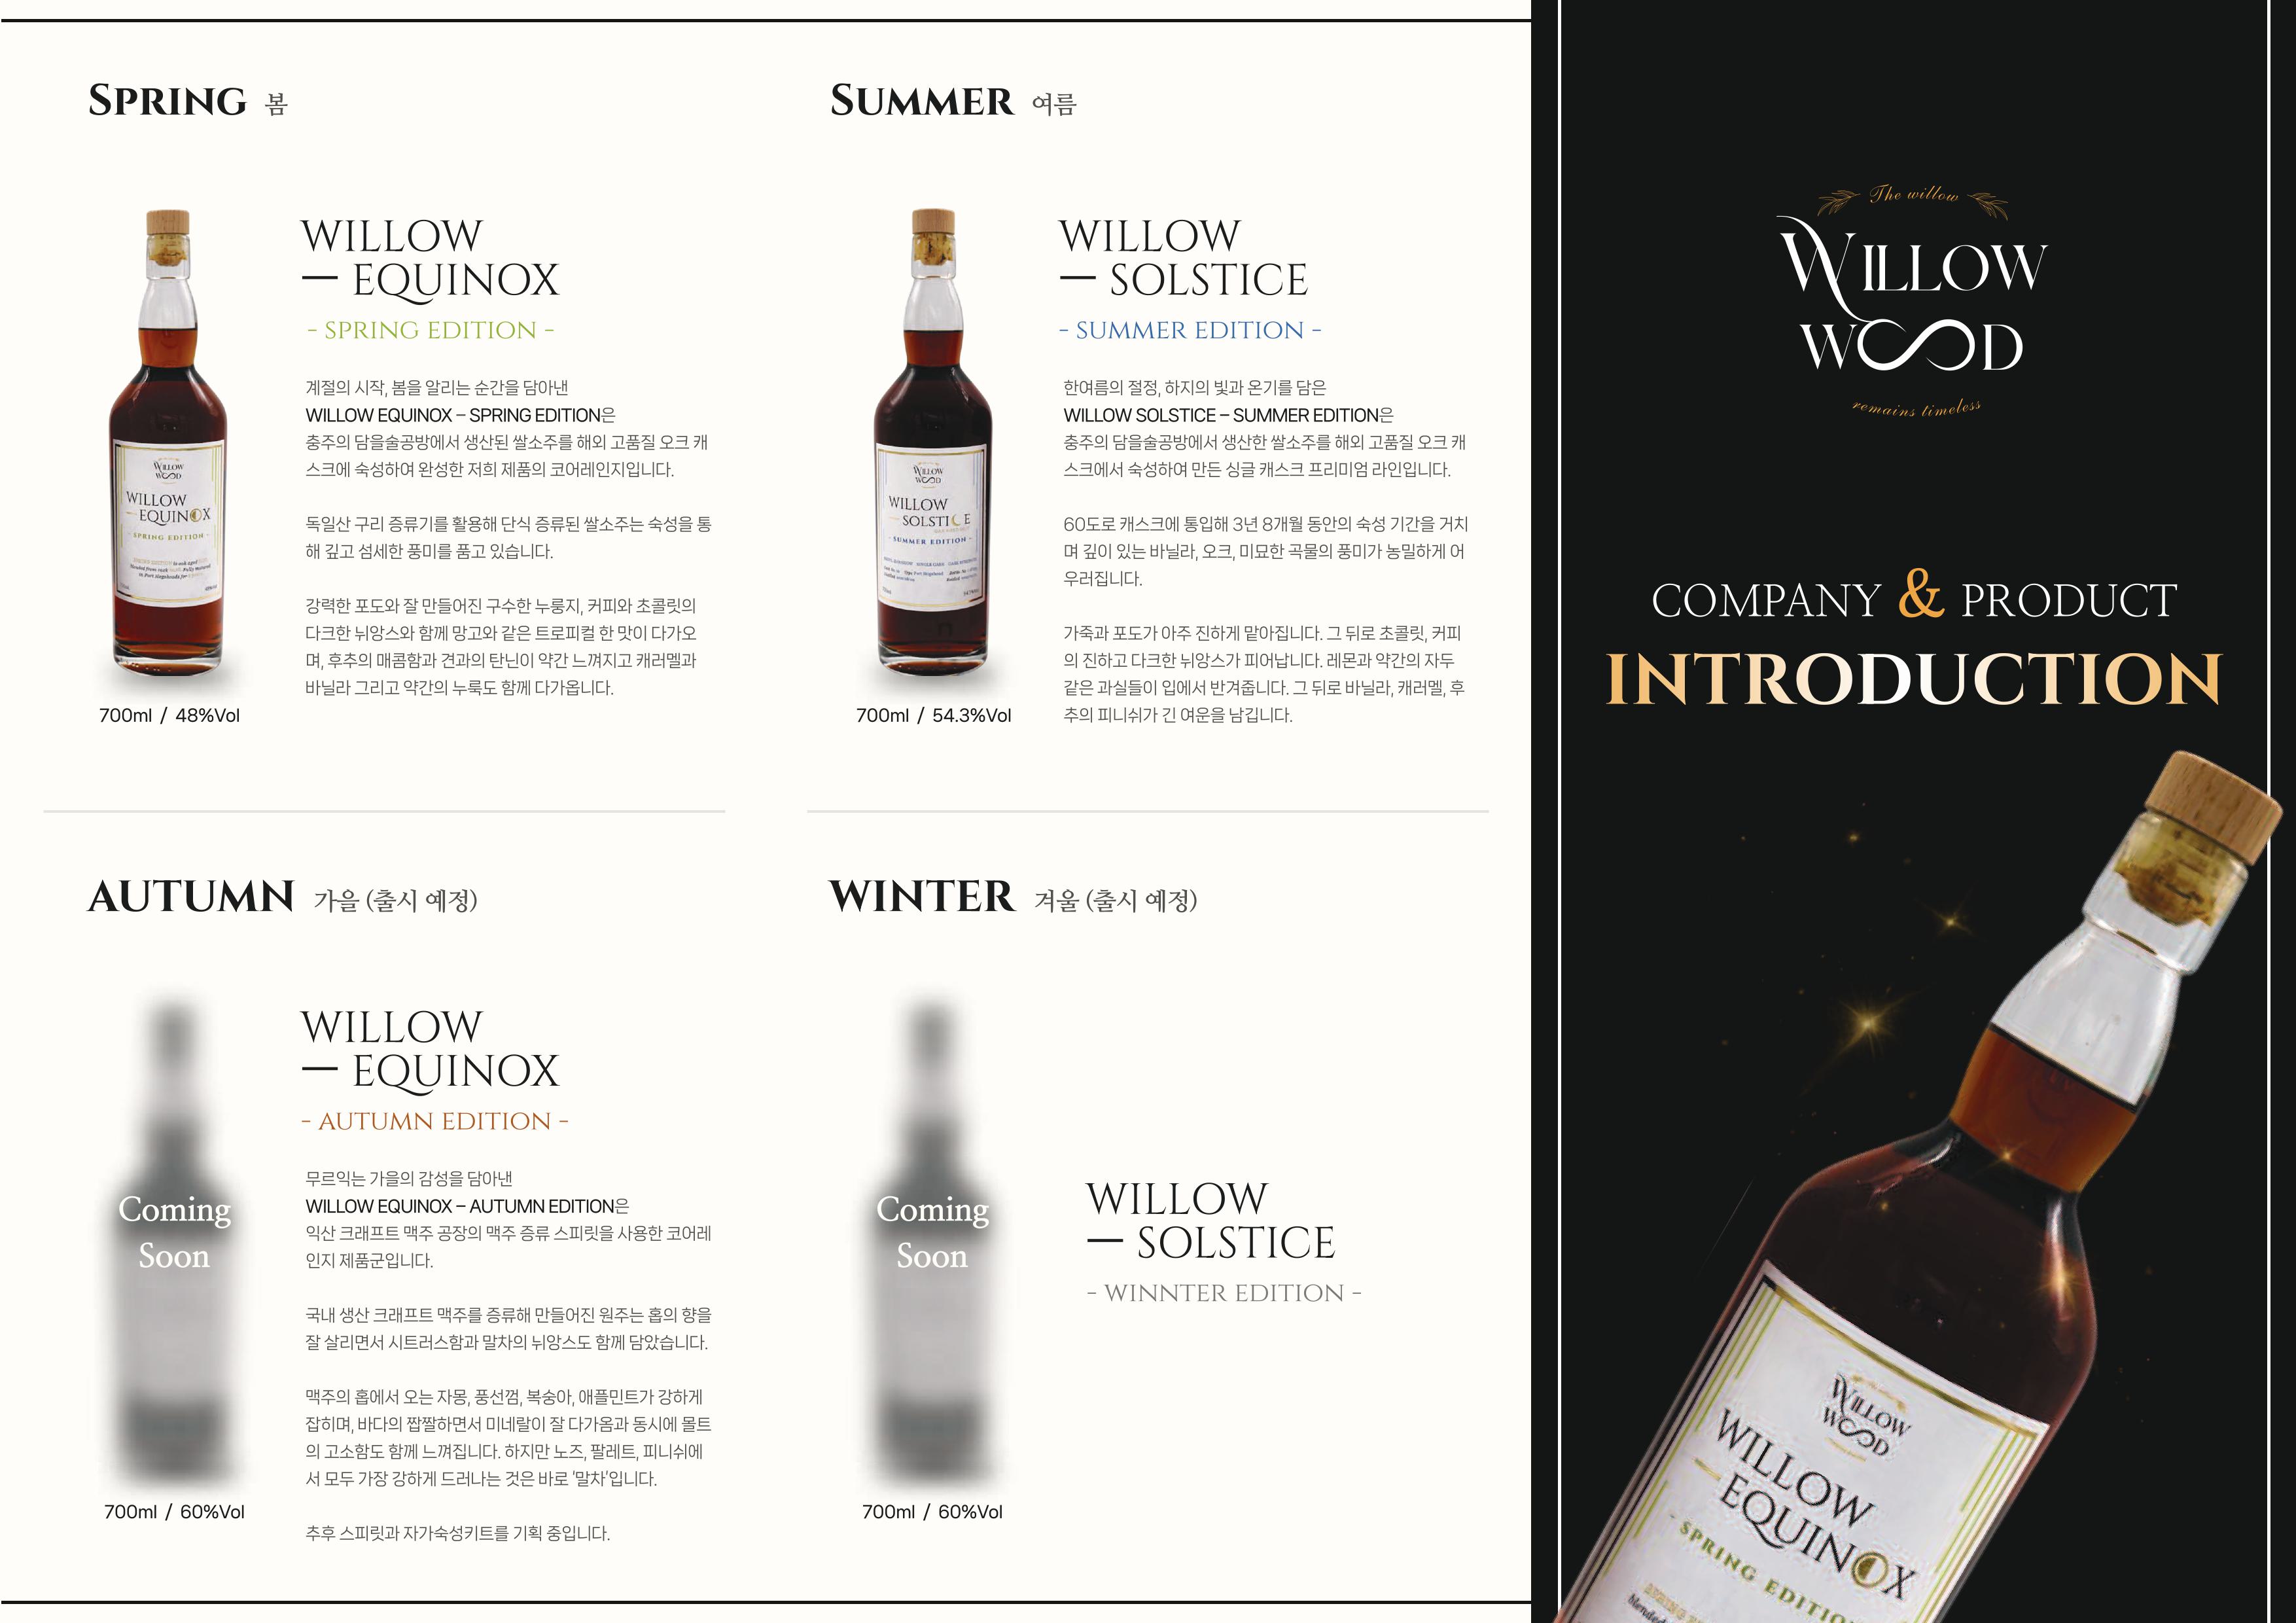 SPRING 봄
WILLOW
— EQUINOX
- SPRING EDITION -
계절의 시작, 봄을 알리는 순간을 담아낸
WILLOW EQUINOX – SPRING EDITION은
충주의 담을술공방에서 생산된 쌀소주를 해외 고품질 오크 캐
스크에 숙성하여 완성한 저희 제품의 코어레인지입니다.
독일산 구리 증류기를 활용해 단식 증류된 쌀소주는 숙성을 통
해 깊고 섬세한 풍미를 품고 있습니다.
강력한 포도와 잘 만들어진 구수한 누룽지, 커피와 초콜릿의
다크한 뉘앙스와 함께 망고와 같은 트로피컬 한 맛이 다가오
며, 후추의 매콤함과 견과의 탄닌이 약간 느껴지고 캐러멜과
바닐라 그리고 약간의 누룩도 함께 다가옵니다.
WILLOW
WOOD
WILLOW
— EQUINOX
- SPRING EDITION -
700ml / 48%Vol
SUMMER 여름
WILLOW
— SOLSTICE
- SUMMER EDITION -
한여름의 절정, 하지의 빛과 온기를 담은
WILLOW SOLSTICE – SUMMER EDITION은
충주의 담을술공방에서 생산한 쌀소주를 해외 고품질 오크 캐
스크에서 숙성하여 만든 싱글 캐스크 프리미엄 라인입니다.
60도로 캐스크에 통입해 3년 8개월 동안의 숙성 기간을 거치
며 깊이 있는 바닐라, 오크, 미묘한 곡물의 풍미가 농밀하게 어
우러집니다.
가죽과 포도가 아주 진하게 맡아집니다. 그 뒤로 초콜릿, 커피
의 진하고 다크한 뉘앙스가 피어납니다. 레몬과 약간의 자두
같은 과실들이 입에서 반겨줍니다. 그 뒤로 바닐라, 캐러멜, 후
추의 피니쉬가 긴 여운을 남깁니다.
WILLOW
WOOD
WILLOW
— SOLSTICE
- SUMMER EDITION -
700ml / 54.3%Vol
AUTUMN 가을 (출시 예정)
Coming
Soon
WILLOW
— EQUINOX
- AUTUMN EDITION -
무르익는 가을의 감성을 담아낸
WILLOW EQUINOX – AUTUMN EDITION은
익산 크래프트 맥주 공장의 맥주 증류 스피릿을 사용한 코어레
인지 제품군입니다.
국내 생산 크래프트 맥주를 증류해 만들어진 원주는 홉의 향을
잘 살리면서 시트러스함과 말차의 뉘앙스도 함께 담았습니다.
맥주의 홉에서 오는 자몽, 풍선껌, 복숭아, 애플민트가 강하게
잡히며, 바다의 짭짤하면서 미네랄이 잘 다가옴과 동시에 몰트
의 고소함도 함께 느껴집니다. 하지만 노즈, 팔레트, 피니쉬에
서 모두 가장 강하게 드러나는 것은 바로 '말차'입니다.
추후 스피릿과 자가숙성키트를 기획 중입니다.
700ml / 60%Vol
WINTER 겨울 (출시 예정)
Coming
Soon
WILLOW
— SOLSTICE
- WINNTER EDITION -
700ml / 60%Vol
The willow
WILLOW
WOOD
remains timeless
COMPANY & PRODUCT
INTRODUCTION
WILLOW
WOOD
WILLOW
— EQUINOX
- SPRING EDITION